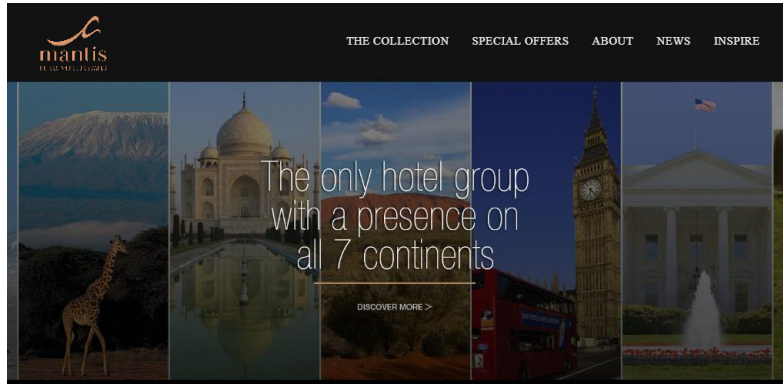 mantis
THE COLLECTION SPECIAL OFFERS ABOUT NEWS INSPIRE
The only hotel group
with a presence on
all 7 continents
DISCOVER MORE >